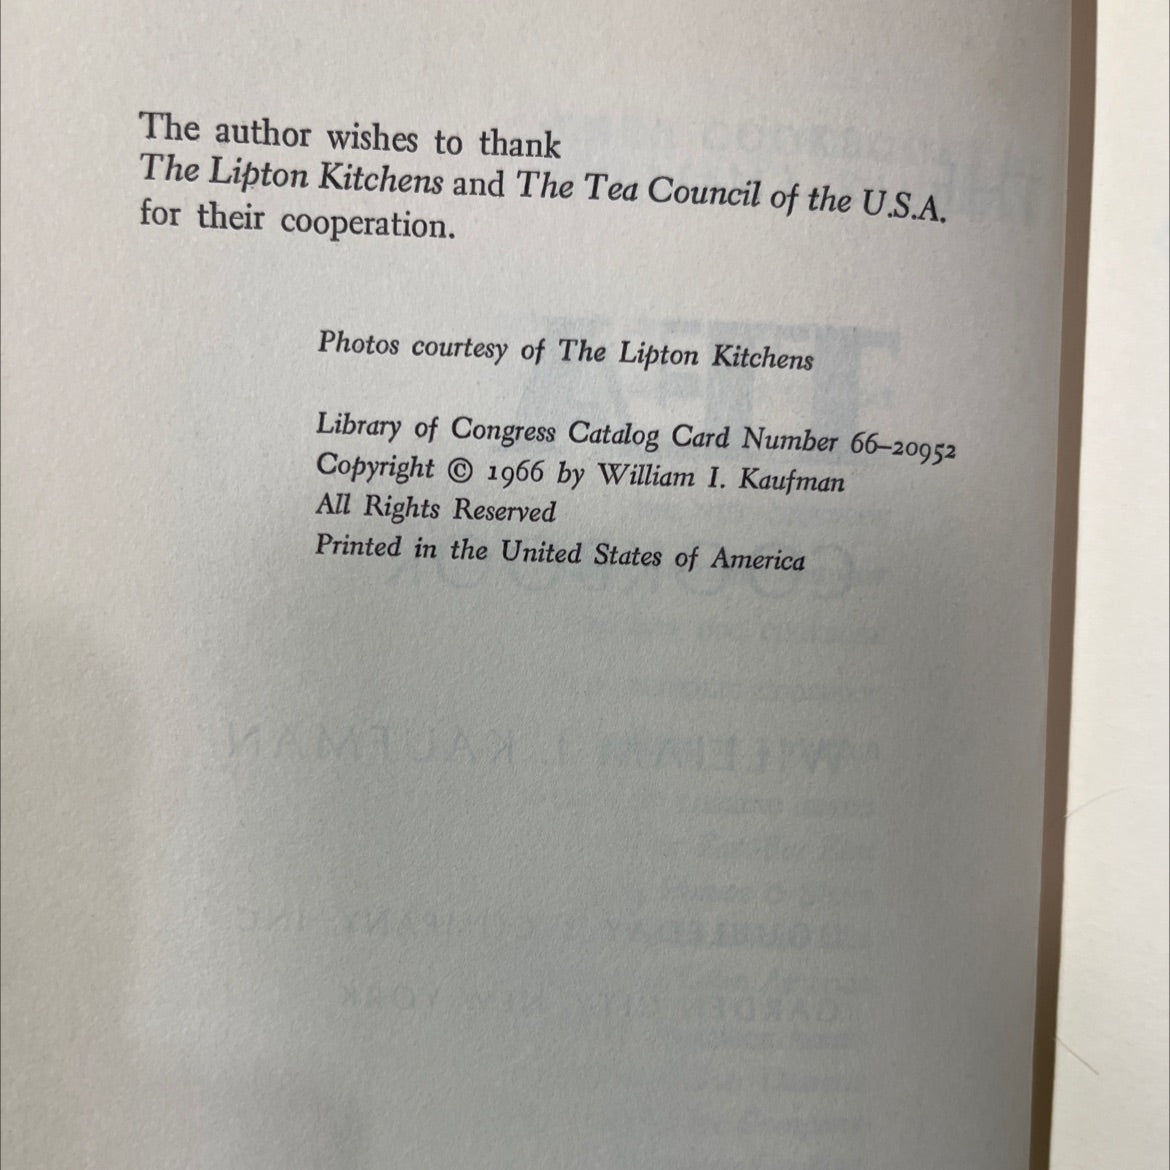 The author wishes to thank
The Lipton Kitchens and The Tea Council of the U.S.A.
for their cooperation.
Photos courtesy of The Lipton Kitchens
Library of Congress Catalog Card Number 66–20952
Copyright © 1966 by William I. Kaufman
All Rights Reserved
Printed in the United States of America